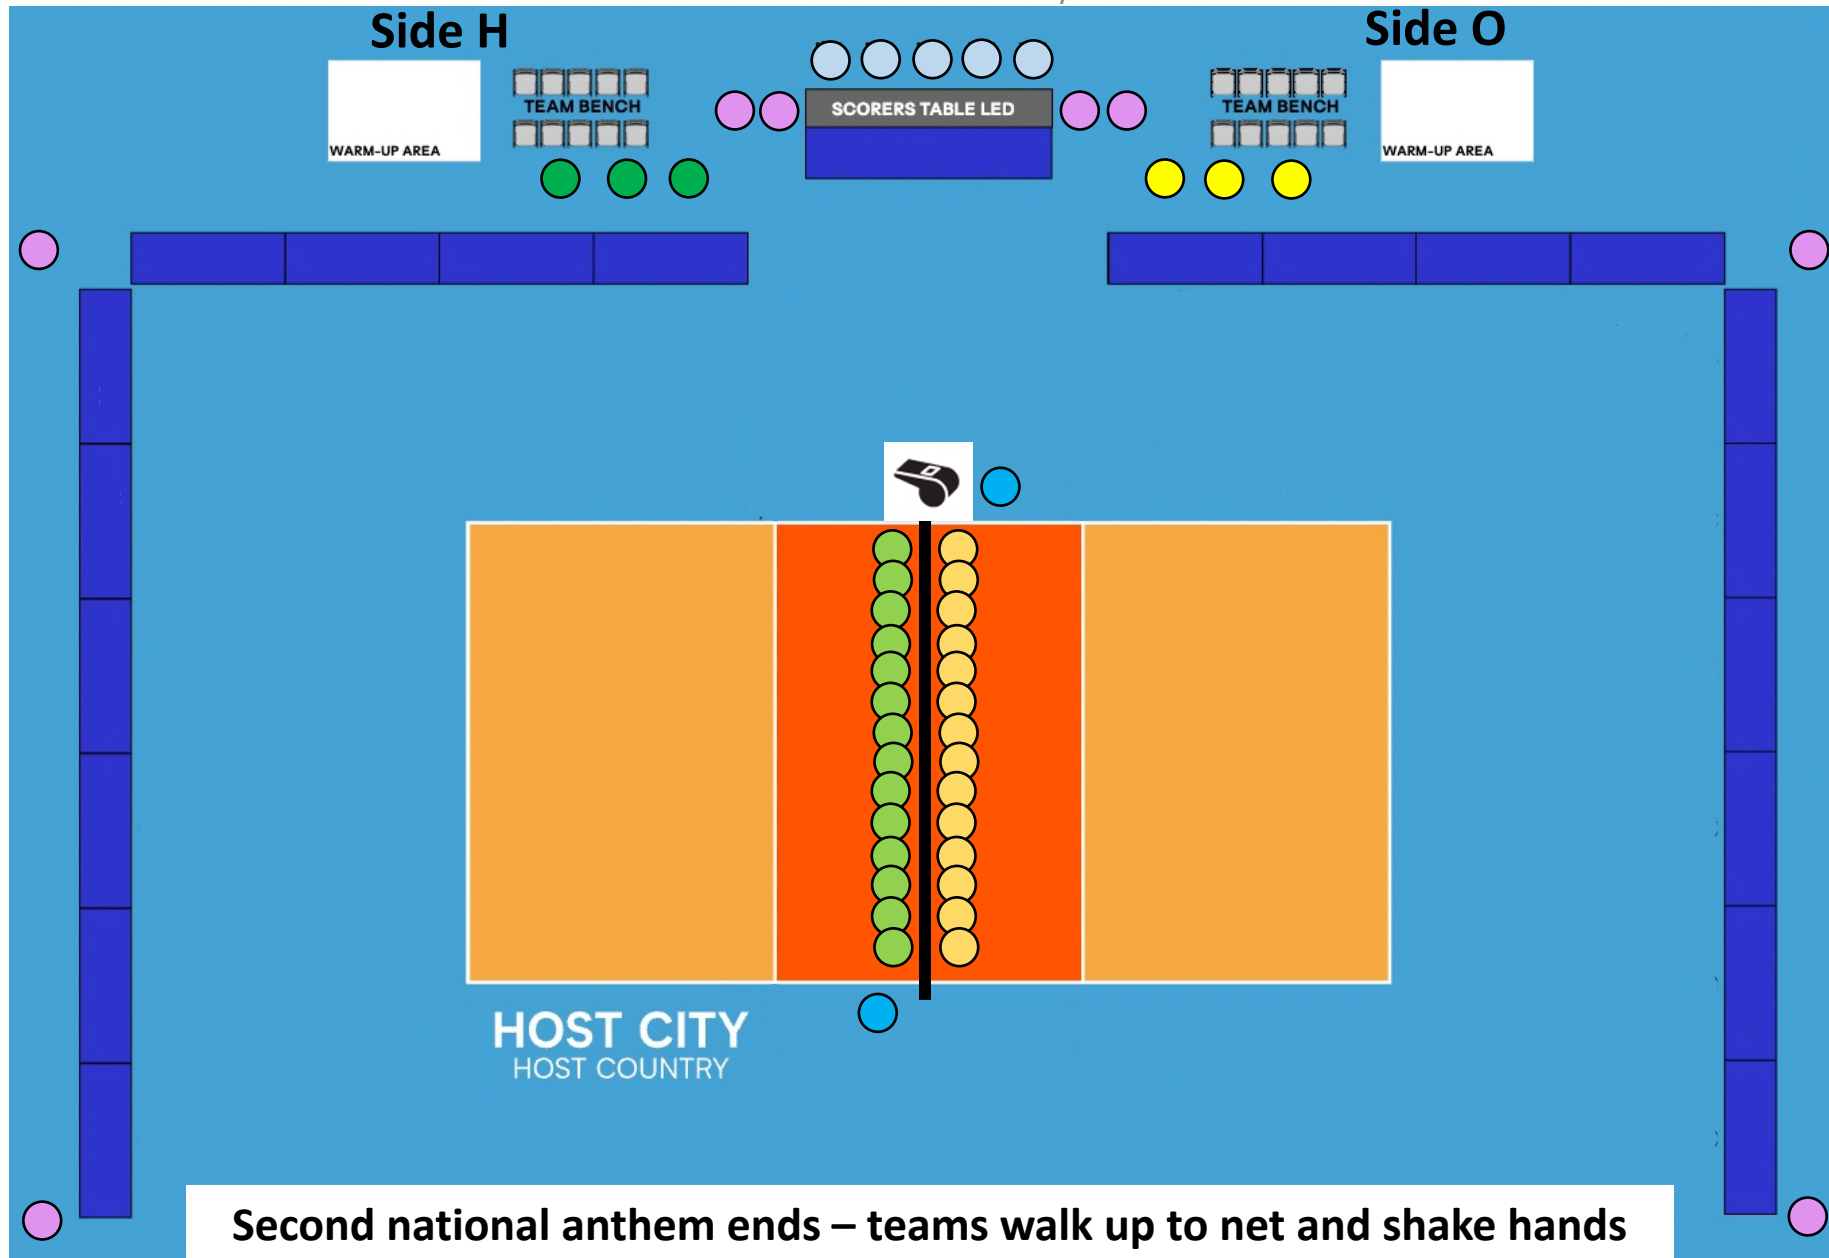 Side H
Side O
TEAM BENCH
SCORERS TABLE LED
TEAM BENCH
WARM-UP AREA
WARM-UP AREA
HOST CITY
HOST COUNTRY
Second national anthem ends – teams walk up to net and shake hands